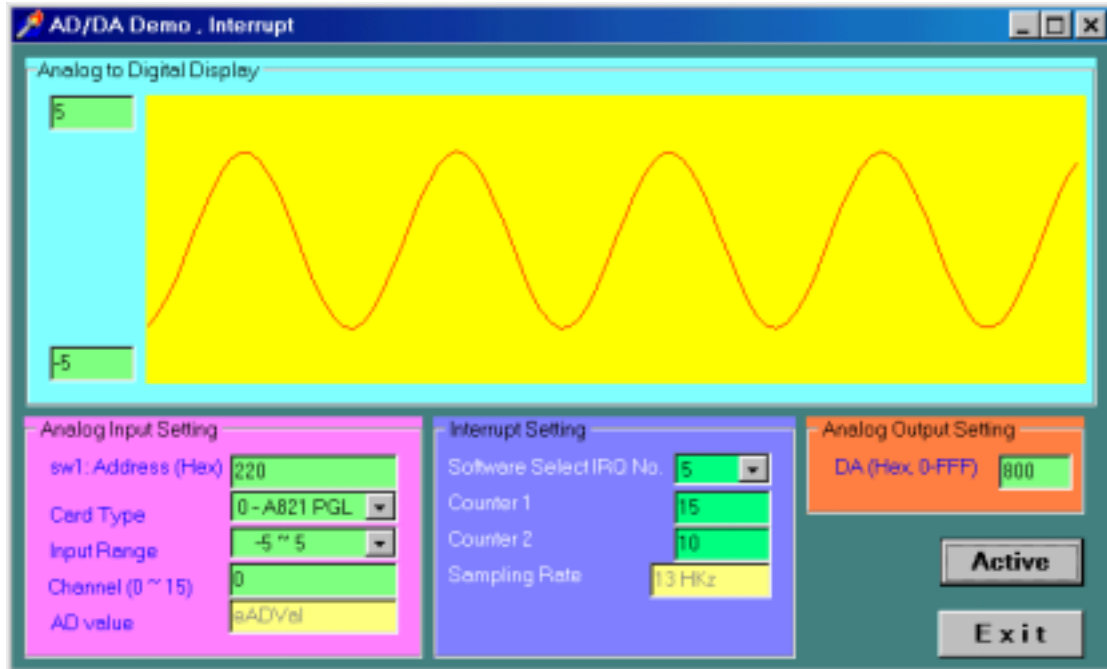 AD/DA Demo , Interrupt
Analog to Digital Display
5
-5
Analog Input Setting
sw1: Address (Hex) 220
Card Type 0 - A821 PGL
Input Range -5 ~ 5
Channel (0 ~ 15) 0
AD value eADVal
Interrupt Setting
Software Select IRQ No. 5
Counter 1 15
Counter 2 10
Sampling Rate 13 HKz
Analog Output Setting
DA (Hex, 0-FFF) 800
Active
Exit